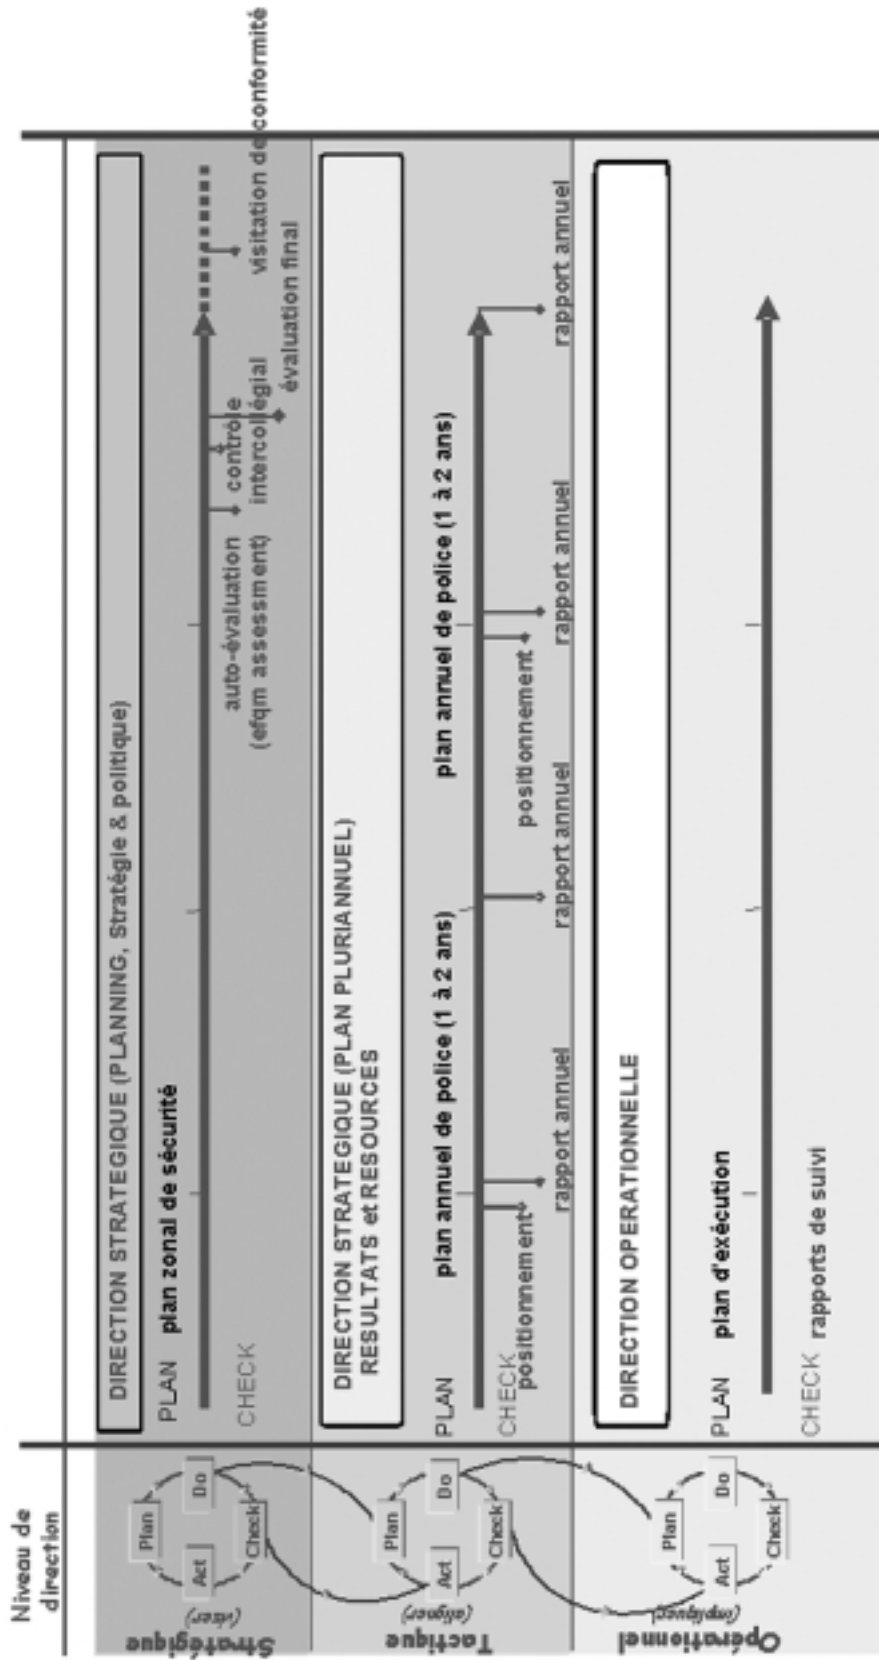 Niveau de
direction
Stratégique
(viser)
Plan
Do
Check
Act
DIRECTION STRATEGIQUE (PLANNING, Stratégie & politique)
PLAN plan zonal de sécurité
CHECK
auto-évaluation
(efqm assessment)
contrôle
intercollégial
évaluation final
visitation de conformité
Tactique
(aligner)
Plan
Do
Check
Act
DIRECTION STRATEGIQUE (PLAN PLURIANNUEL)
RESULTATS et RESOURCES
PLAN
plan annuel de police (1 à 2 ans)
plan annuel de police (1 à 2 ans)
CHECK
positionnement
rapport annuel
rapport annuel
positionnement
rapport annuel
rapport annuel
Opérationnel
(impliquer)
Plan
Do
Check
Act
DIRECTION OPERATIONNELLE
PLAN plan d'exécution
CHECK rapports de suivi